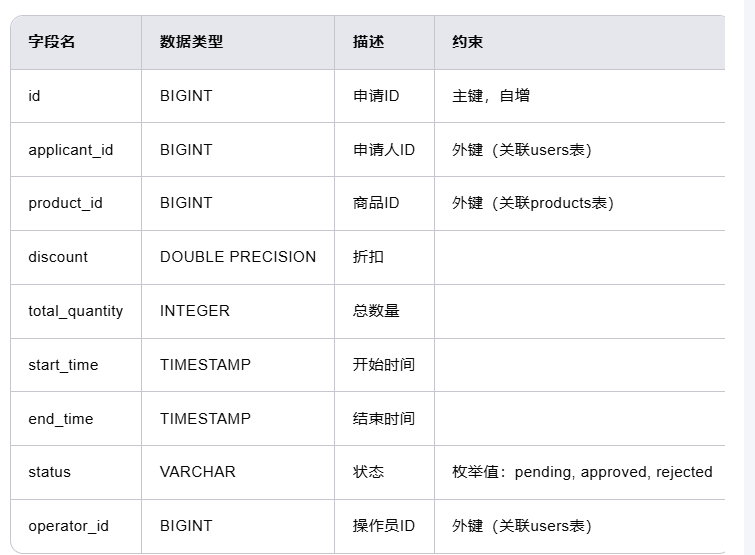 字段名 数据类型 描述 约束
id BIGINT 申请ID 主键，自增
applicant_id BIGINT 申请人ID 外键（关联users表）
product_id BIGINT 商品ID 外键（关联products表）
discount DOUBLE PRECISION 折扣
total_quantity INTEGER 总数量
start_time TIMESTAMP 开始时间
end_time TIMESTAMP 结束时间
status VARCHAR 状态 枚举值：pending, approved, rejected
operator_id BIGINT 操作员ID 外键（关联users表）